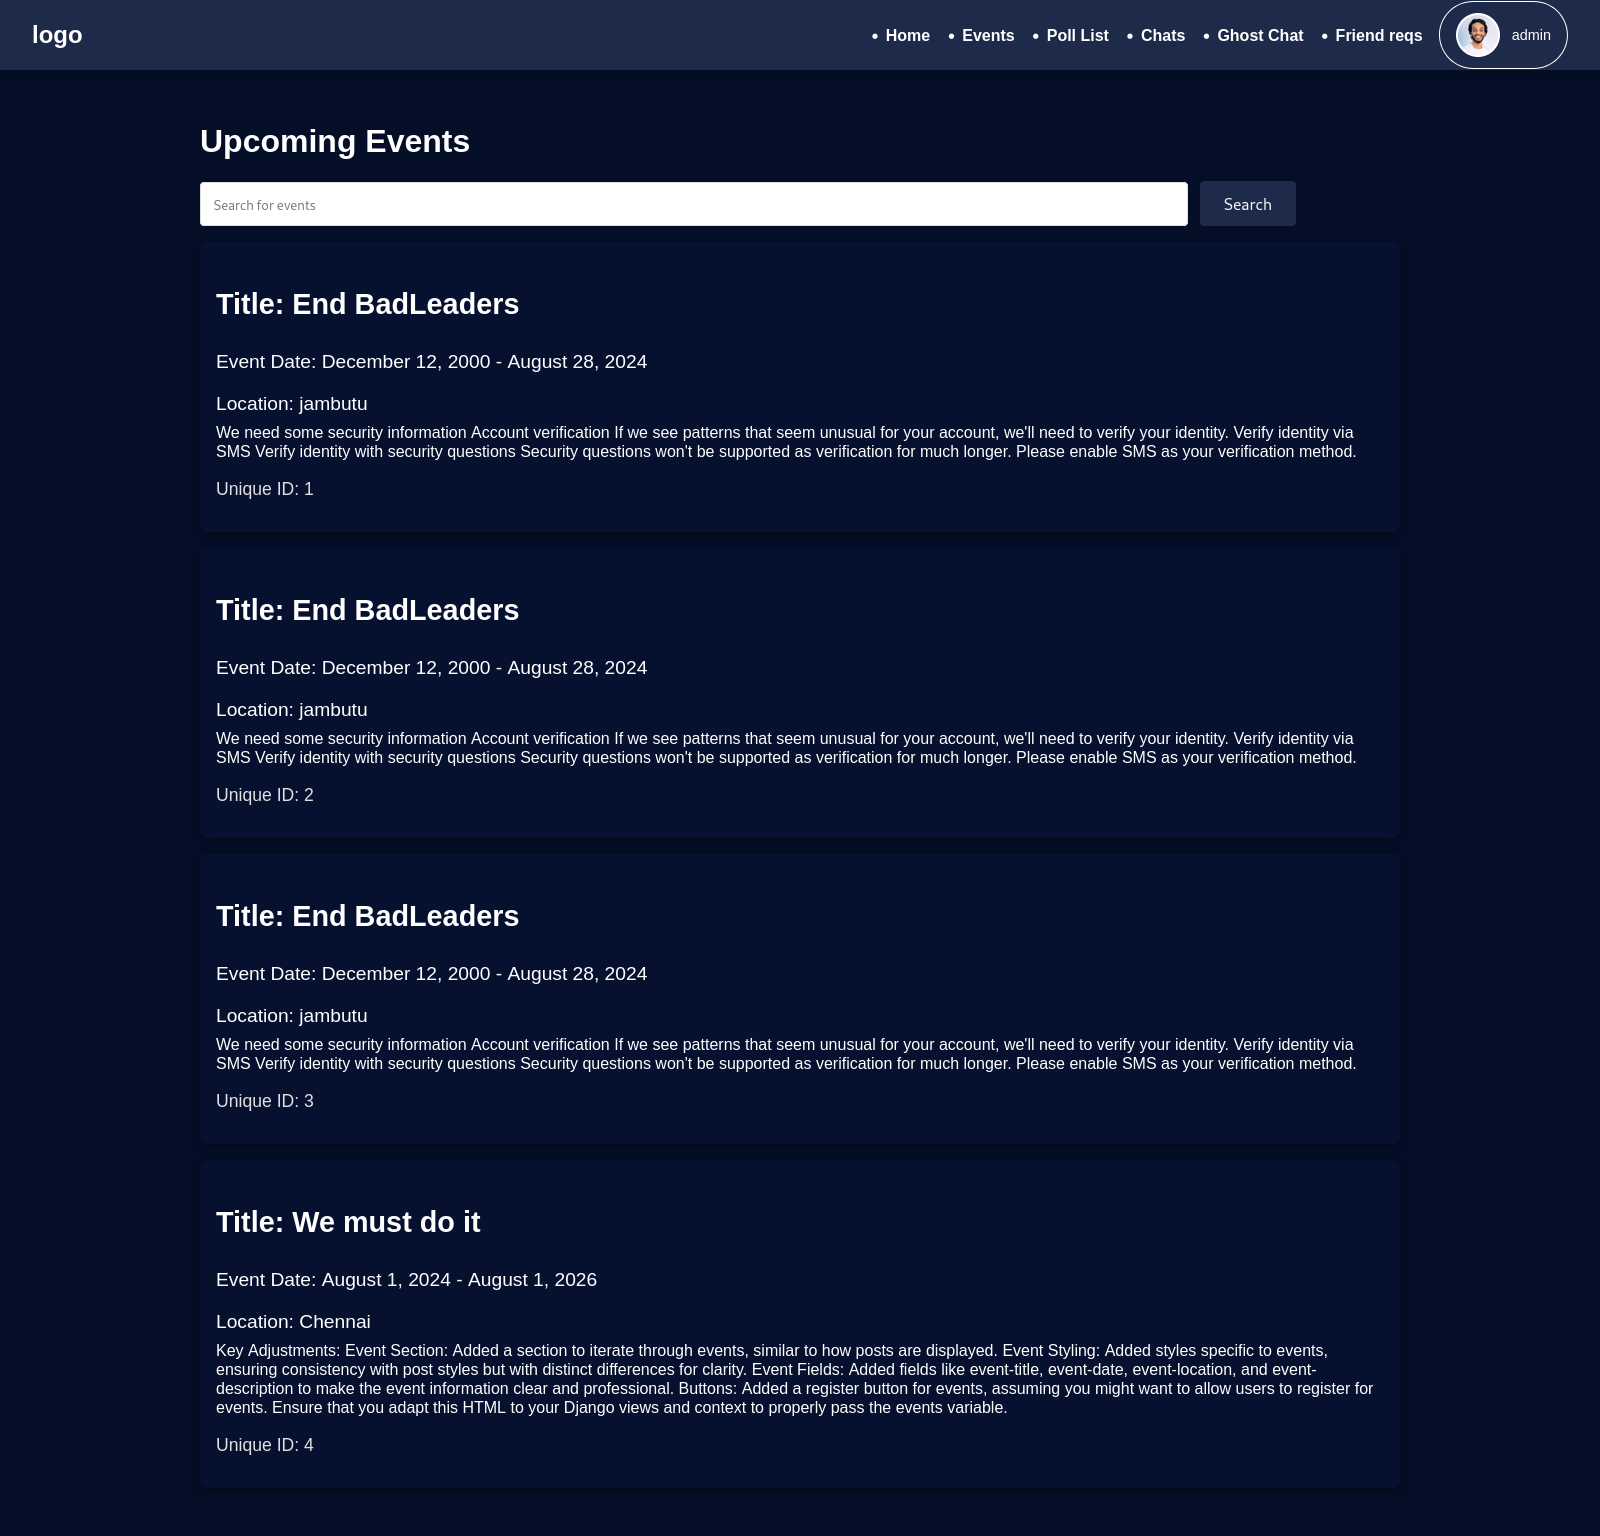 logo
• Home • Events • Poll List • Chats • Ghost Chat • Friend reqs admin
Upcoming Events
Search for events Search
Title: End BadLeaders
Event Date: December 12, 2000 - August 28, 2024
Location: jambutu
We need some security information Account verification If we see patterns that seem unusual for your account, we'll need to verify your identity. Verify identity via
SMS Verify identity with security questions Security questions won't be supported as verification for much longer. Please enable SMS as your verification method.
Unique ID: 1
Title: End BadLeaders
Event Date: December 12, 2000 - August 28, 2024
Location: jambutu
We need some security information Account verification If we see patterns that seem unusual for your account, we'll need to verify your identity. Verify identity via
SMS Verify identity with security questions Security questions won't be supported as verification for much longer. Please enable SMS as your verification method.
Unique ID: 2
Title: End BadLeaders
Event Date: December 12, 2000 - August 28, 2024
Location: jambutu
We need some security information Account verification If we see patterns that seem unusual for your account, we'll need to verify your identity. Verify identity via
SMS Verify identity with security questions Security questions won't be supported as verification for much longer. Please enable SMS as your verification method.
Unique ID: 3
Title: We must do it
Event Date: August 1, 2024 - August 1, 2026
Location: Chennai
Key Adjustments: Event Section: Added a section to iterate through events, similar to how posts are displayed. Event Styling: Added styles specific to events,
ensuring consistency with post styles but with distinct differences for clarity. Event Fields: Added fields like event-title, event-date, event-location, and event-
description to make the event information clear and professional. Buttons: Added a register button for events, assuming you might want to allow users to register for
events. Ensure that you adapt this HTML to your Django views and context to properly pass the events variable.
Unique ID: 4